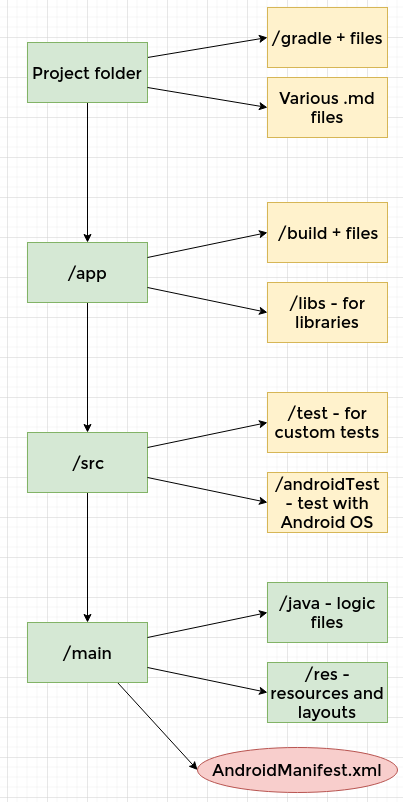 Project folder
/gradle + files
Various .md
files
/app
/build + files
/libs - for
libraries
/src
/test - for
custom tests
/androidTest
- test with
Android OS
/main
/java - logic
files
/res -
resources and
layouts
AndroidManifest.xml